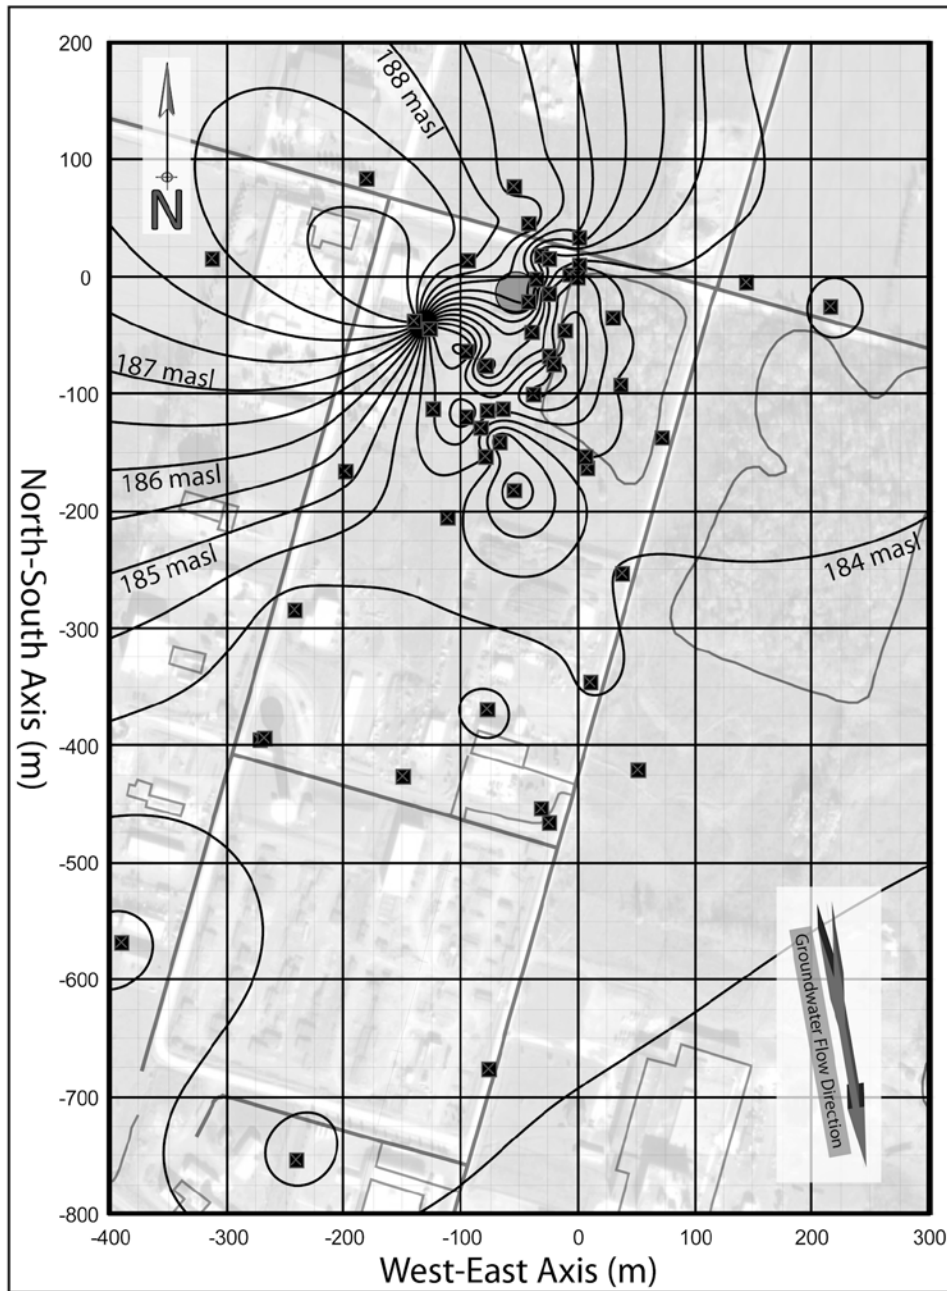 200
188 masl
N
100
0
187 masl
-100
186 masl
-200
184 masl
185 masl
-300
North-South Axis (m)
-400
-500
Groundwater Flow Direction
-600
-700
-800
-400
-300
-200
-100
0
100
200
300
West-East Axis (m)